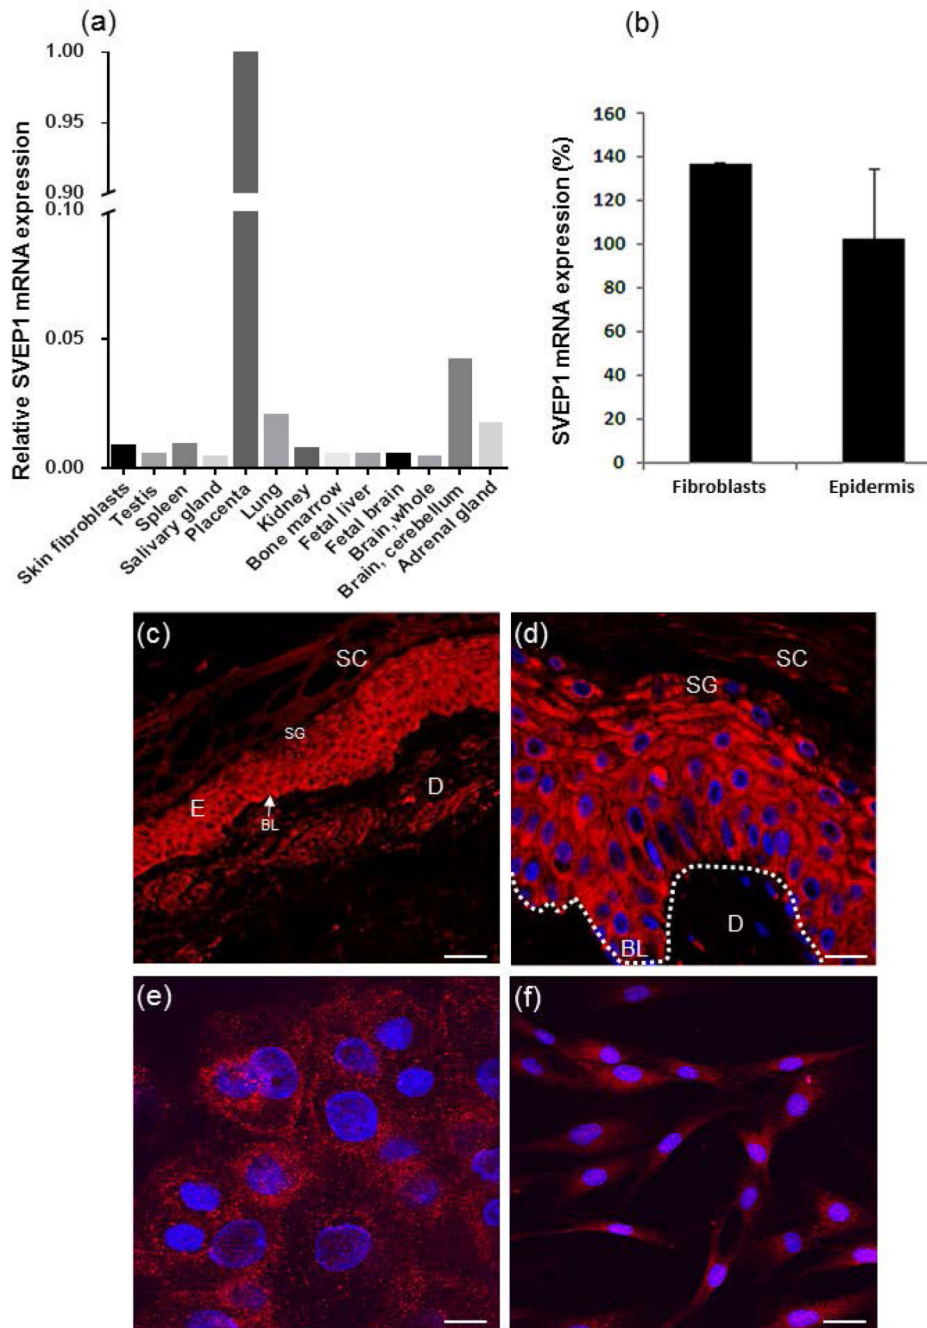 (a)
Relative SVEP1 mRNA expression
1.00
0.95
0.90
0.10
0.05
0.00
Skin fibroblasts
Testis
Spleen
Salivary gland
Placenta
Lung
Kidney
Bone marrow
Fetal liver
Fetal brain
Brain,whole
Brain, cerebellum
Adrenal gland
(b)
SVEP1 mRNA expression (%)
160
140
120
100
80
60
40
20
0
Fibroblasts
Epidermis
(c)
SC
SG
E
BL
D
(d)
SC
SG
BL
D
(e)
(f)